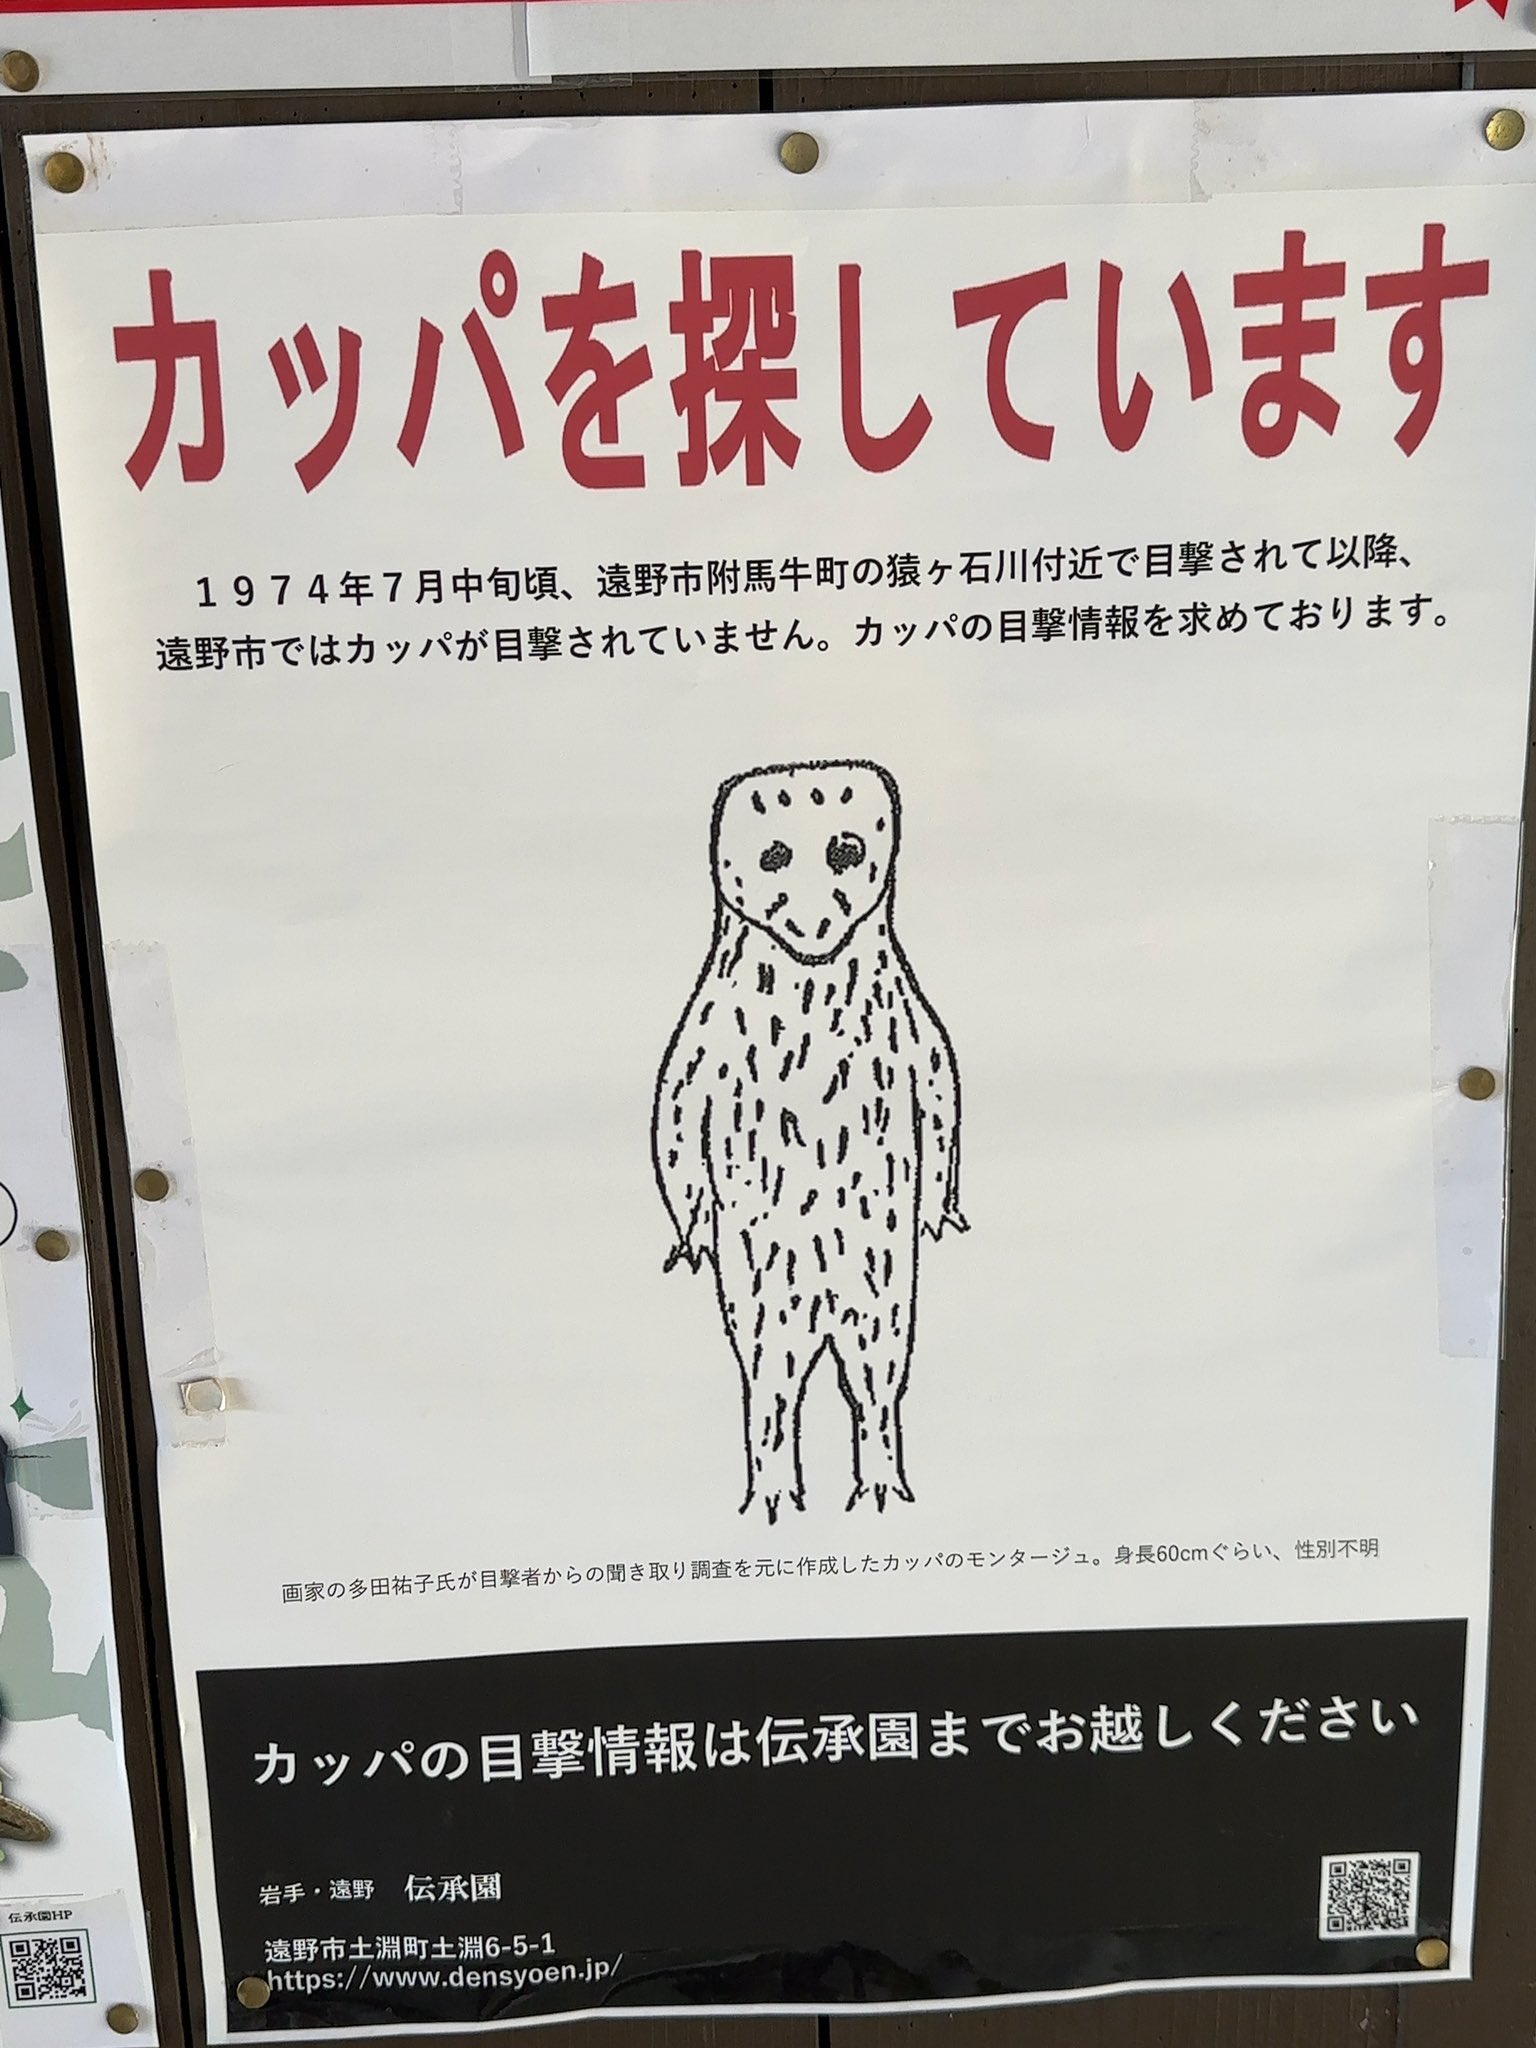 カッパを探しています
1974年7月中旬頃、遠野市附馬牛町の猿ヶ石川付近で目撃されて以降、
遠野市ではカッパが目撃されていません。カッパの目撃情報を求めております。
画家の多田祐子氏が目撃者からの聞き取り調査を元に作成したカッパのモンタージュ。身長60cmぐらい、性別不明
カッパの目撃情報は伝承園までお越しください
岩手・遠野 伝承園
遠野市土淵町土淵6-5-1
https://www.densyoen.jp/
伝承園HP